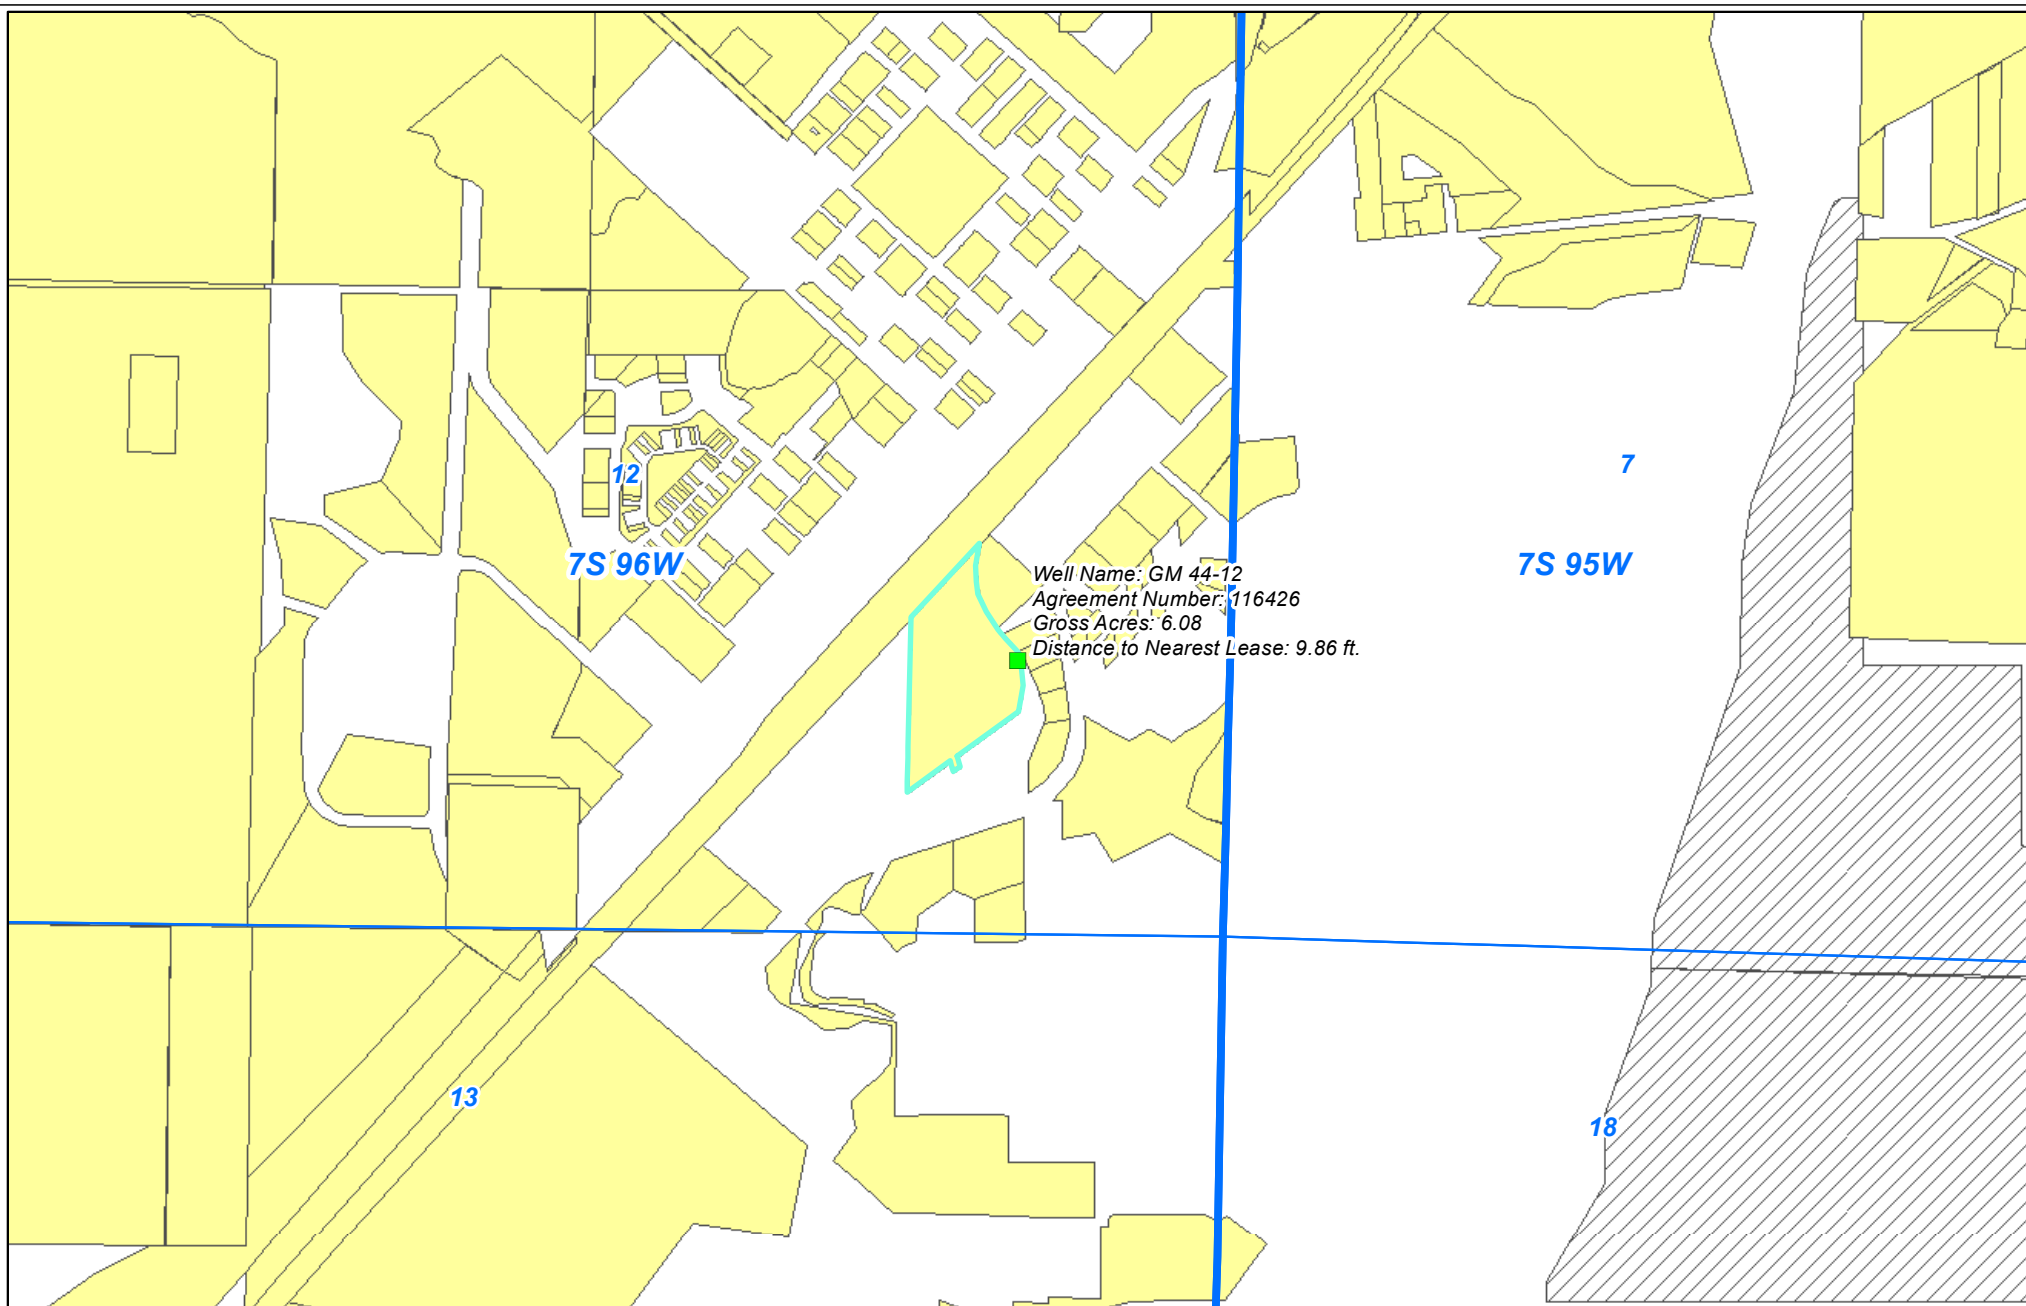 12
7
7S 96W
7S 95W
Well Name: GM 44-12
Agreement Number: 116426
Gross Acres: 6.08
Distance to Nearest Lease: 9.86 ft.
13
18